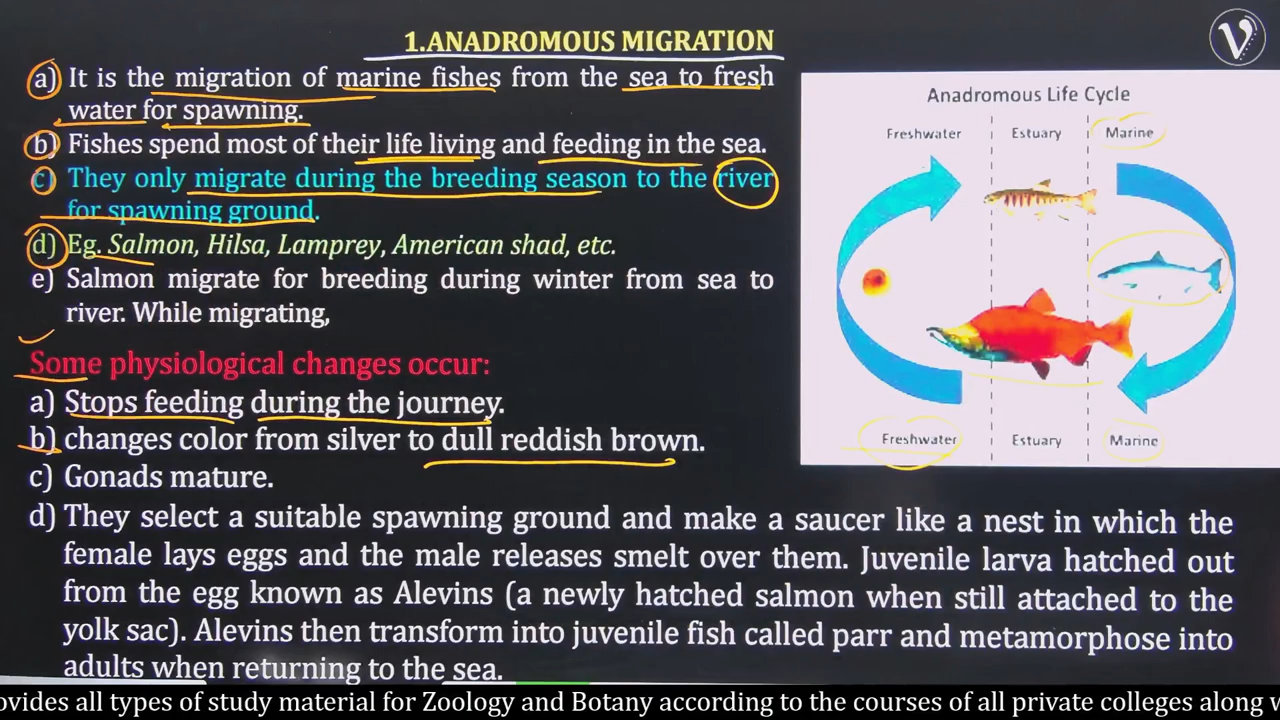 1.ANADROMOUS MIGRATION
a) It is the migration of marine fishes from the sea to fresh
water for spawning.
b) Fishes spend most of their life living and feeding in the sea.
c) They only migrate during the breeding season to the river
for spawning ground.
d) Eg. Salmon, Hilsa, Lamprey, American shad, etc.
e) Salmon migrate for breeding during winter from sea to
river. While migrating,
Some physiological changes occur:
a) Stops feeding during the journey.
b) changes color from silver to dull reddish brown.
c) Gonads mature.
d) They select a suitable spawning ground and make a saucer like a nest in which the
female lays eggs and the male releases smelt over them. Juvenile larva hatched out
from the egg known as Alevins (a newly hatched salmon when still attached to the
yolk sac). Alevins then transform into juvenile fish called parr and metamorphose into
adults when returning to the sea.
V
Anadromous Life Cycle
Freshwater Estuary Marine
Freshwater Estuary Marine
ovides all types of study material for Zoology and Botany according to the courses of all private colleges along w